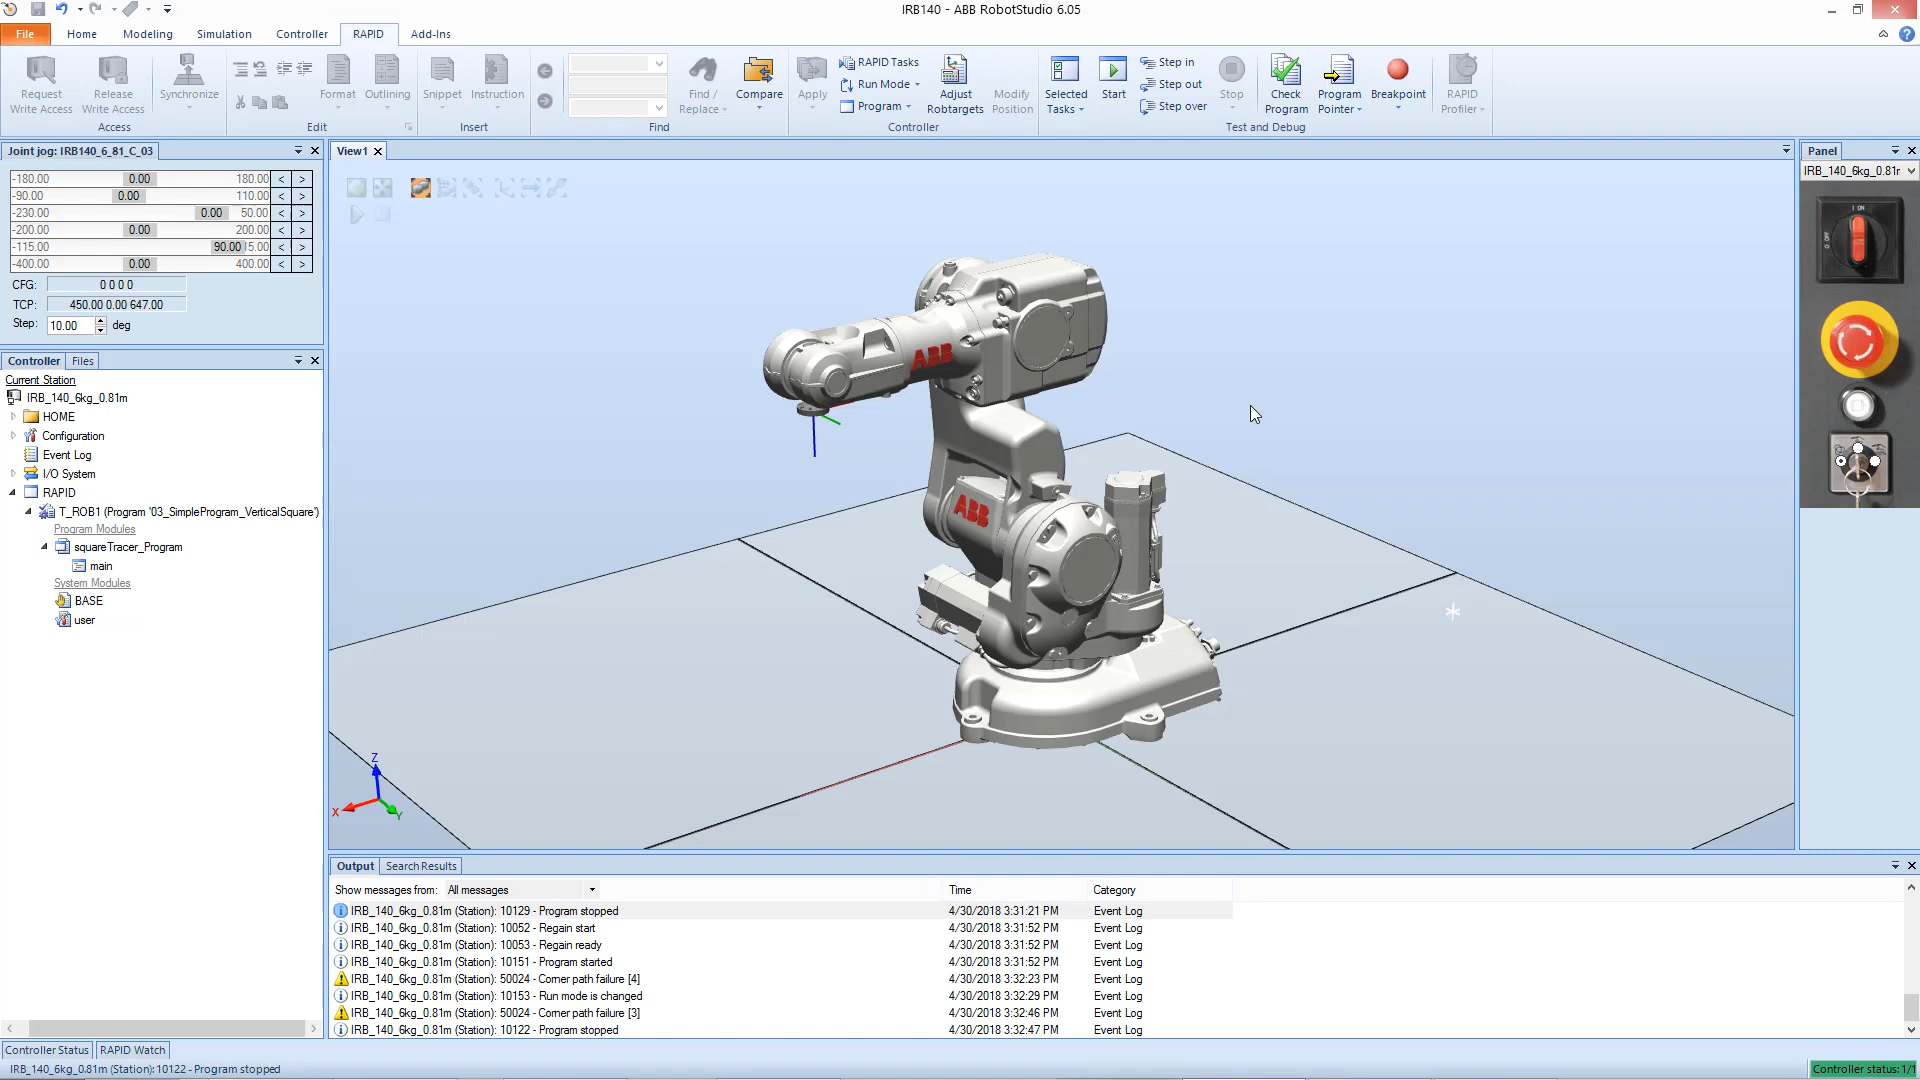 IRB140 - ABB RobotStudio 6.05
File
Home
Modeling
Simulation
Controller
RAPID
Add-Ins
Request
Write Access
Release
Write Access
Access
Synchronize
Format
Outlining
Edit
Snippet
Instruction
Insert
Find /
Replace
Find
Compare
Apply
RAPID Tasks
Run Mode
Program
Adjust
Robtargets
Modify
Position
Controller
Selected
Tasks
Start
Step in
Step out
Step over
Stop
Check
Program
Program
Pointer
Breakpoint
Test and Debug
RAPID
Profiler
Joint jog: IRB140_6_81_C_03
-180.00 0.00 180.00 < >
-90.00 0.00 110.00 < >
-230.00 0.00 50.00 < >
-200.00 0.00 200.00 < >
-115.00 90.00 5.00 < >
-400.00 0.00 400.00 < >
CFG: 0 0 0 0
TCP: 450.00 0.00 647.00
Step: 10.00 deg
Controller
Files
Current Station
IRB_140_6kg_0.81m
HOME
Configuration
Event Log
I/O System
RAPID
T_ROB1 (Program '03_SimpleProgram_VerticalSquare')
Program Modules
squareTracer_Program
main
System Modules
BASE
user
View1
ABB
ABB
Z
X
Y
Panel
IRB_140_6kg_0.81r
I ON
O OFF
Output
Search Results
Show messages from: All messages Time Category
IRB_140_6kg_0.81m (Station): 10129 - Program stopped 4/30/2018 3:31:21 PM Event Log
IRB_140_6kg_0.81m (Station): 10052 - Regain start 4/30/2018 3:31:52 PM Event Log
IRB_140_6kg_0.81m (Station): 10053 - Regain ready 4/30/2018 3:31:52 PM Event Log
IRB_140_6kg_0.81m (Station): 10151 - Program started 4/30/2018 3:31:52 PM Event Log
IRB_140_6kg_0.81m (Station): 50024 - Corner path failure [4] 4/30/2018 3:32:23 PM Event Log
IRB_140_6kg_0.81m (Station): 10153 - Run mode is changed 4/30/2018 3:32:29 PM Event Log
IRB_140_6kg_0.81m (Station): 50024 - Corner path failure [3] 4/30/2018 3:32:46 PM Event Log
IRB_140_6kg_0.81m (Station): 10122 - Program stopped 4/30/2018 3:32:47 PM Event Log
Controller Status
RAPID Watch
IRB_140_6kg_0.81m (Station): 10122 - Program stopped
Controller status: 1/1